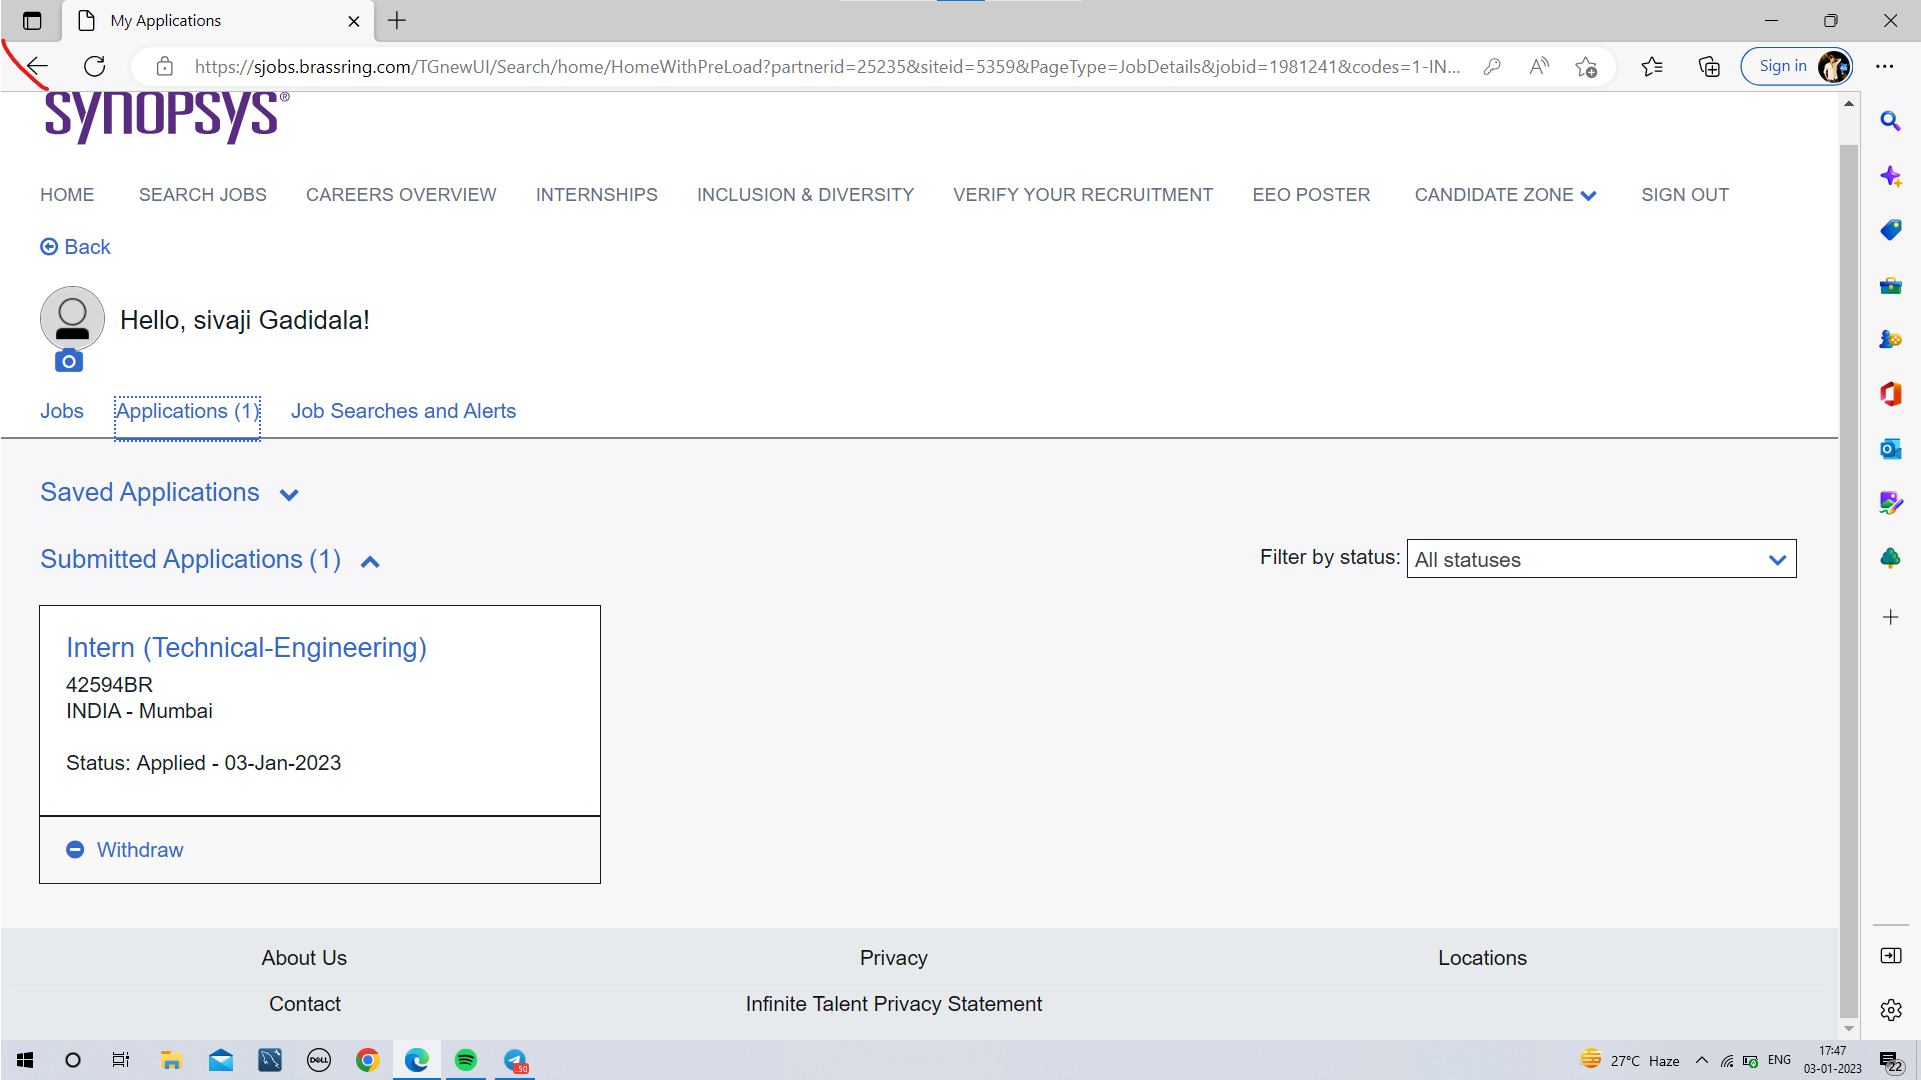 My Applications
https://sjobs.brassring.com/TGnewUI/Search/home/HomeWithPreLoad?partnerid=25235&siteid=5359&PageType=JobDetails&jobid=1981241&codes=1-IN...
Sign in
SYNOPSYS®
HOME SEARCH JOBS CAREERS OVERVIEW INTERNSHIPS INCLUSION & DIVERSITY VERIFY YOUR RECRUITMENT EEO POSTER CANDIDATE ZONE SIGN OUT
Back
Hello, sivaji Gadidala!
Jobs Applications (1) Job Searches and Alerts
Saved Applications
Submitted Applications (1) Filter by status: All statuses
Intern (Technical-Engineering)
42594BR
INDIA - Mumbai
Status: Applied - 03-Jan-2023
Withdraw
About Us Privacy Locations
Contact Infinite Talent Privacy Statement
DELL
.50
27°C Haze
ENG
17:47
03-01-2023
22